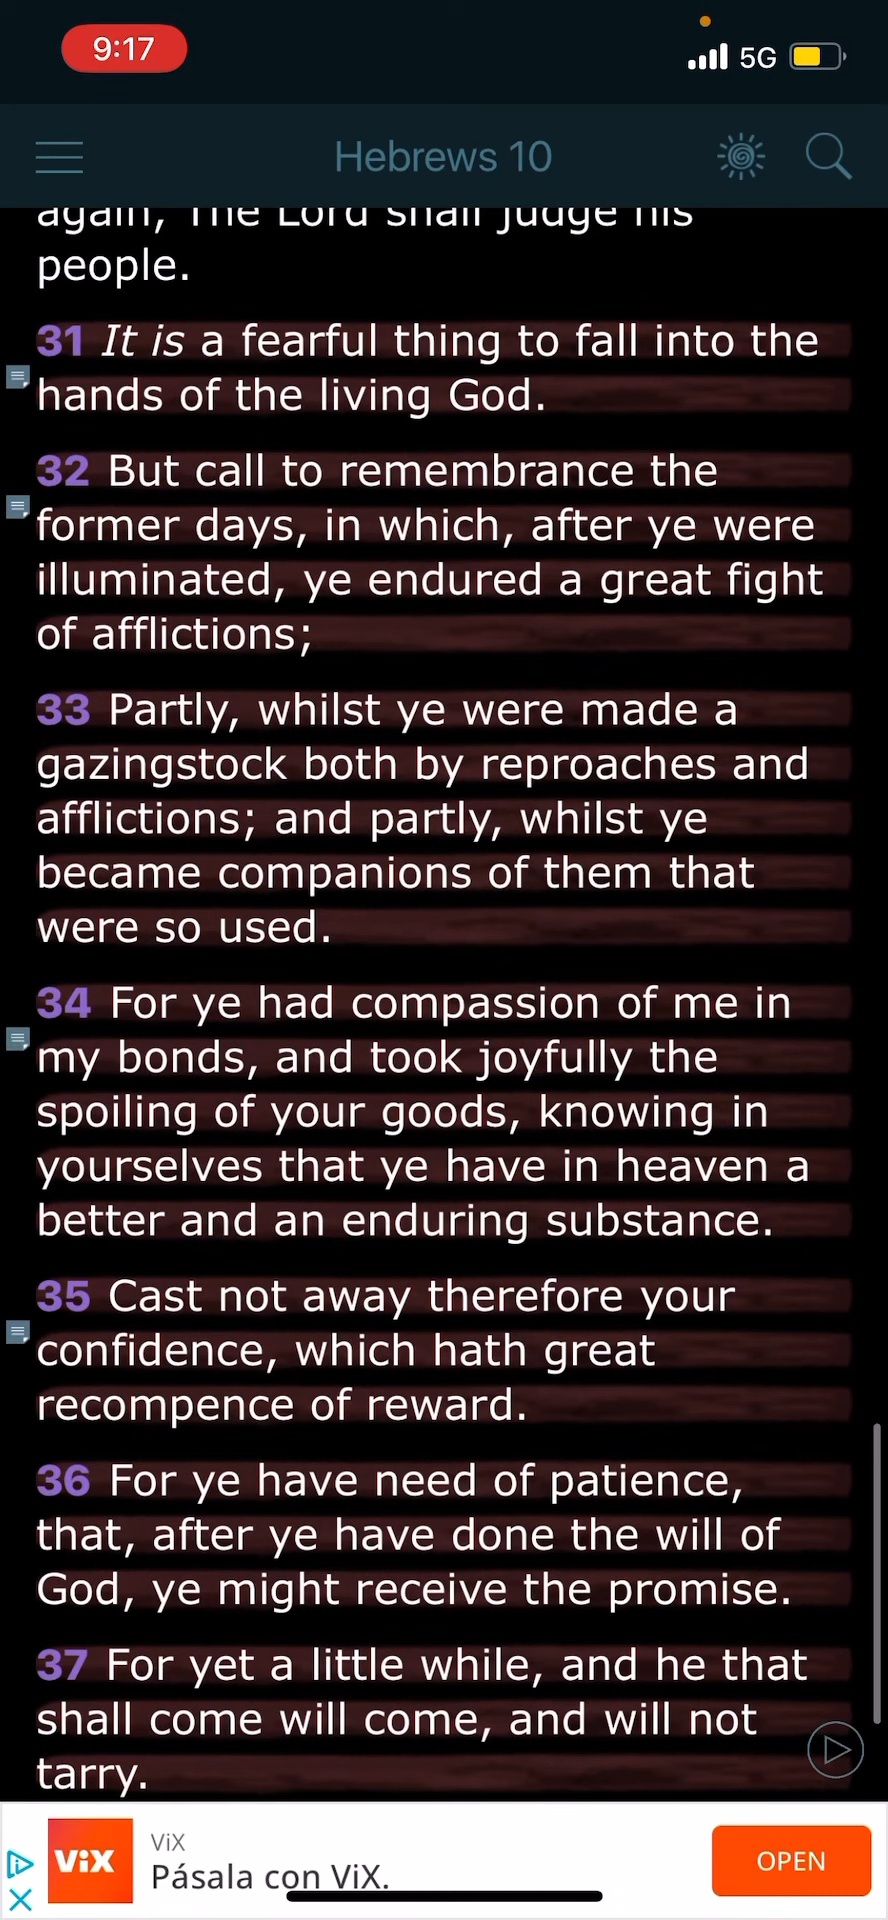 9:17
5G
Hebrews 10
again, The Lord shall judge his
people.
31 It is a fearful thing to fall into the
hands of the living God.
32 But call to remembrance the
former days, in which, after ye were
illuminated, ye endured a great fight
of afflictions;
33 Partly, whilst ye were made a
gazingstock both by reproaches and
afflictions; and partly, whilst ye
became companions of them that
were so used.
34 For ye had compassion of me in
my bonds, and took joyfully the
spoiling of your goods, knowing in
yourselves that ye have in heaven a
better and an enduring substance.
35 Cast not away therefore your
confidence, which hath great
recompence of reward.
36 For ye have need of patience,
that, after ye have done the will of
God, ye might receive the promise.
37 For yet a little while, and he that
shall come will come, and will not
tarry.
ViX
ViX
Pásala con ViX.
OPEN